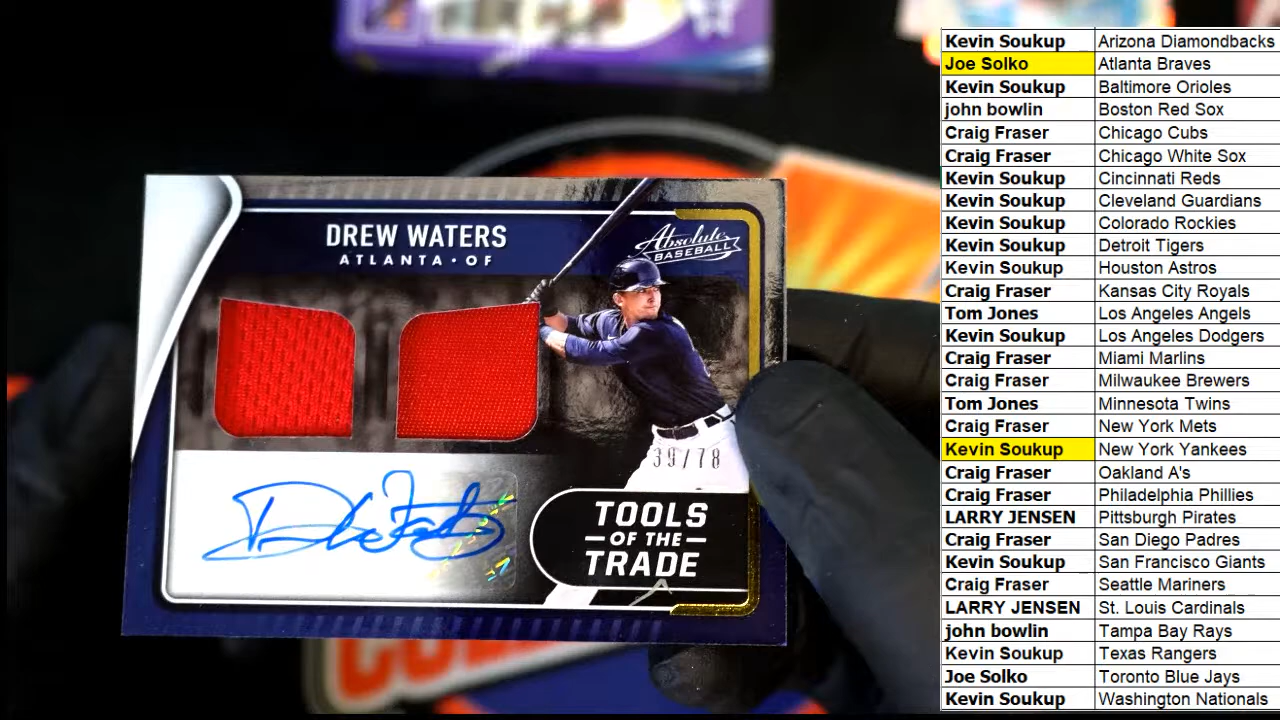 DREW WATERS
ATLANTA • OF
Absolute
BASEBALL
39/78
TOOLS
OF THE
TRADE
Kevin Soukup Arizona Diamondbacks
Joe Solko Atlanta Braves
Kevin Soukup Baltimore Orioles
john bowlin Boston Red Sox
Craig Fraser Chicago Cubs
Craig Fraser Chicago White Sox
Kevin Soukup Cincinnati Reds
Kevin Soukup Cleveland Guardians
Kevin Soukup Colorado Rockies
Kevin Soukup Detroit Tigers
Kevin Soukup Houston Astros
Craig Fraser Kansas City Royals
Tom Jones Los Angeles Angels
Kevin Soukup Los Angeles Dodgers
Craig Fraser Miami Marlins
Craig Fraser Milwaukee Brewers
Tom Jones Minnesota Twins
Craig Fraser New York Mets
Kevin Soukup New York Yankees
Craig Fraser Oakland A's
Craig Fraser Philadelphia Phillies
LARRY JENSEN Pittsburgh Pirates
Craig Fraser San Diego Padres
Kevin Soukup San Francisco Giants
Craig Fraser Seattle Mariners
LARRY JENSEN St. Louis Cardinals
john bowlin Tampa Bay Rays
Kevin Soukup Texas Rangers
Joe Solko Toronto Blue Jays
Kevin Soukup Washington Nationals